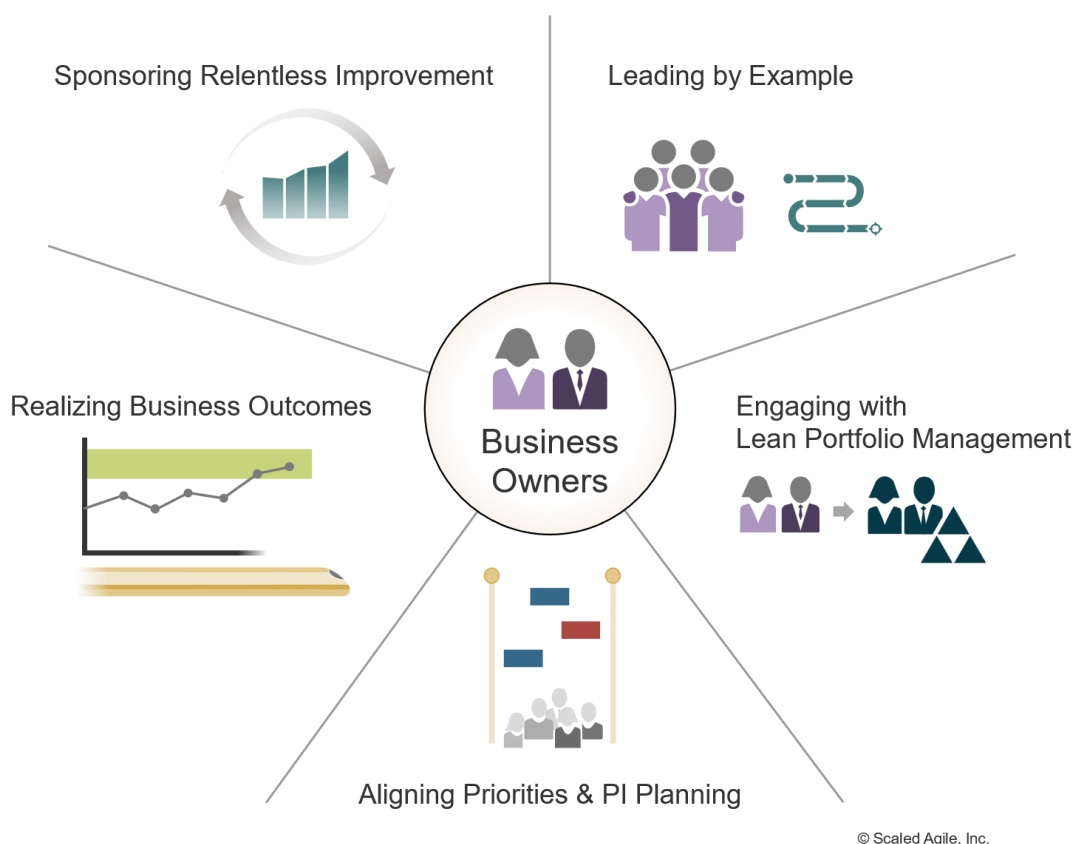 Sponsoring Relentless Improvement
Leading by Example
Realizing Business Outcomes
Business
Owners
Engaging with
Lean Portfolio Management
Aligning Priorities & PI Planning
© Scaled Agile, Inc.